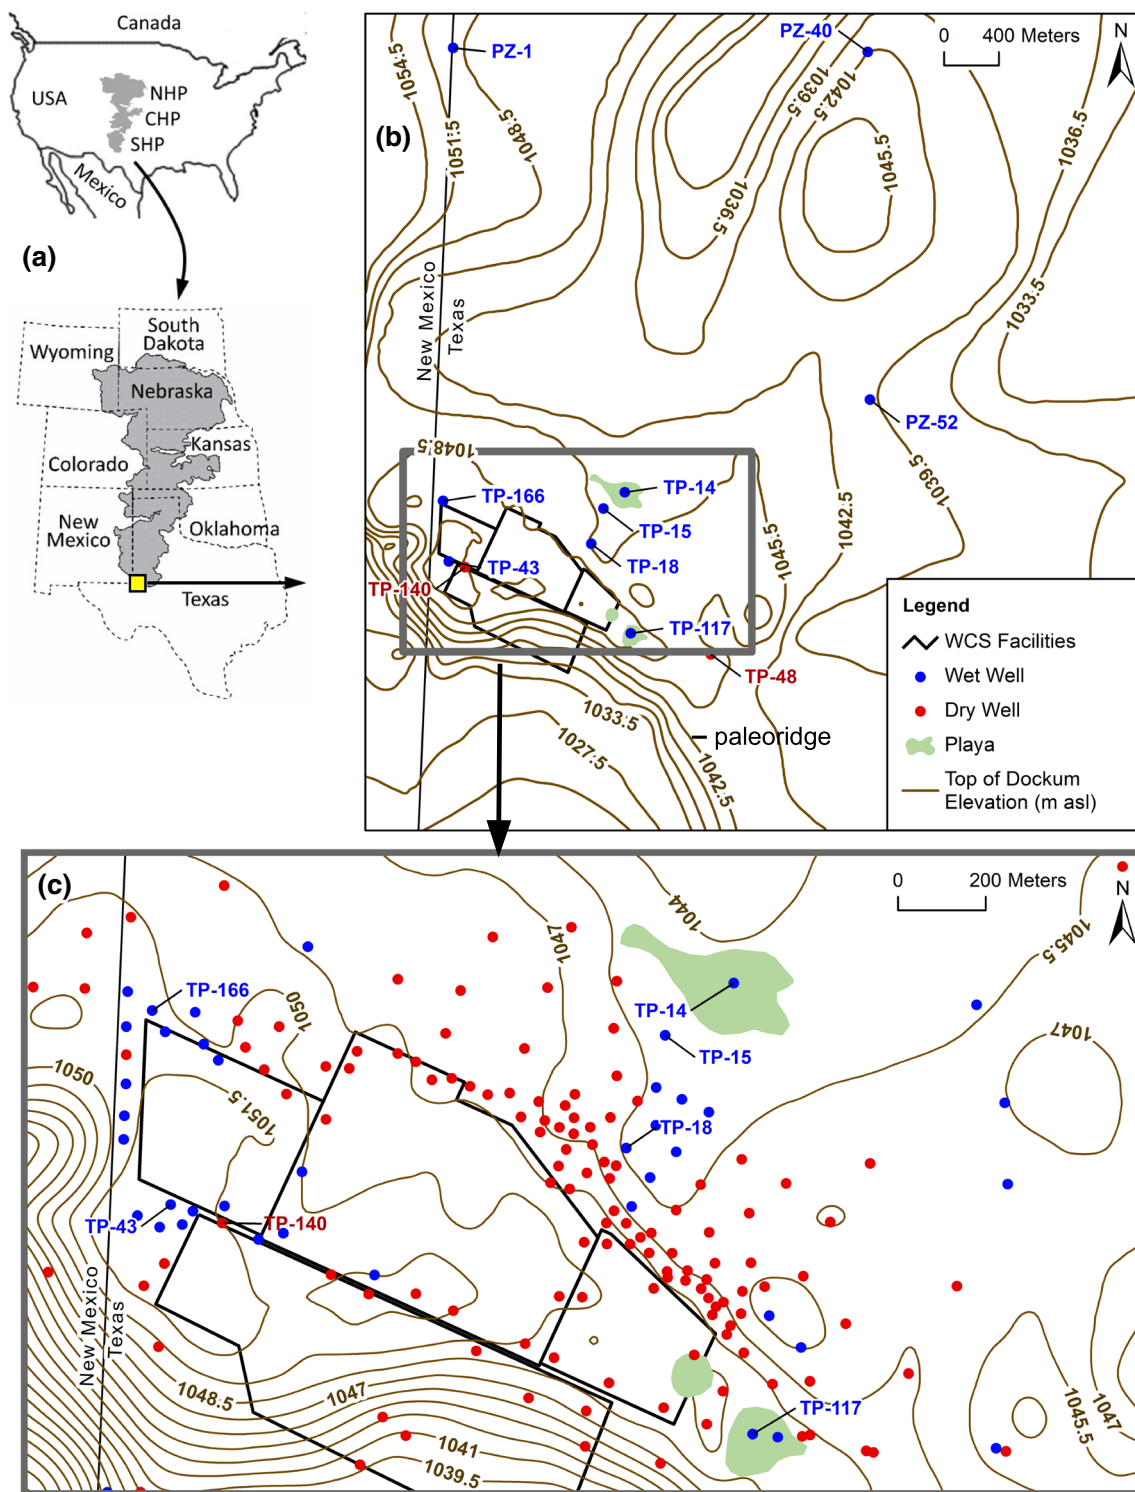 Canada
USA
NHP
CHP
SHP
Mexico
(a)
South
Dakota
Wyoming
Nebraska
Kansas
Colorado
New
Mexico
Oklahoma
Texas
(b)
PZ-1
PZ-40
0 400 Meters
N
1054.5
1051.5
1048.5
1039.5
1042.5
1036.5
1045.5
1036.5
1033.5
New Mexico
Texas
PZ-52
1048.5
TP-166
TP-14
TP-15
TP-43
TP-18
TP-140
TP-117
TP-48
1039.5
1042.5
1045.5
1033.5
1027.5
1042.5
paleoridge
Legend
WCS Facilities
Wet Well
Dry Well
Playa
Top of Dockum
Elevation (m asl)
(c)
0 200 Meters
N
1044
1047
1045.5
TP-166
1050
TP-14
TP-15
1047
1050
1051.5
TP-18
TP-43
TP-140
New Mexico
Texas
1048.5
1047
TP-117
1041
1039.5
1045.5
1047